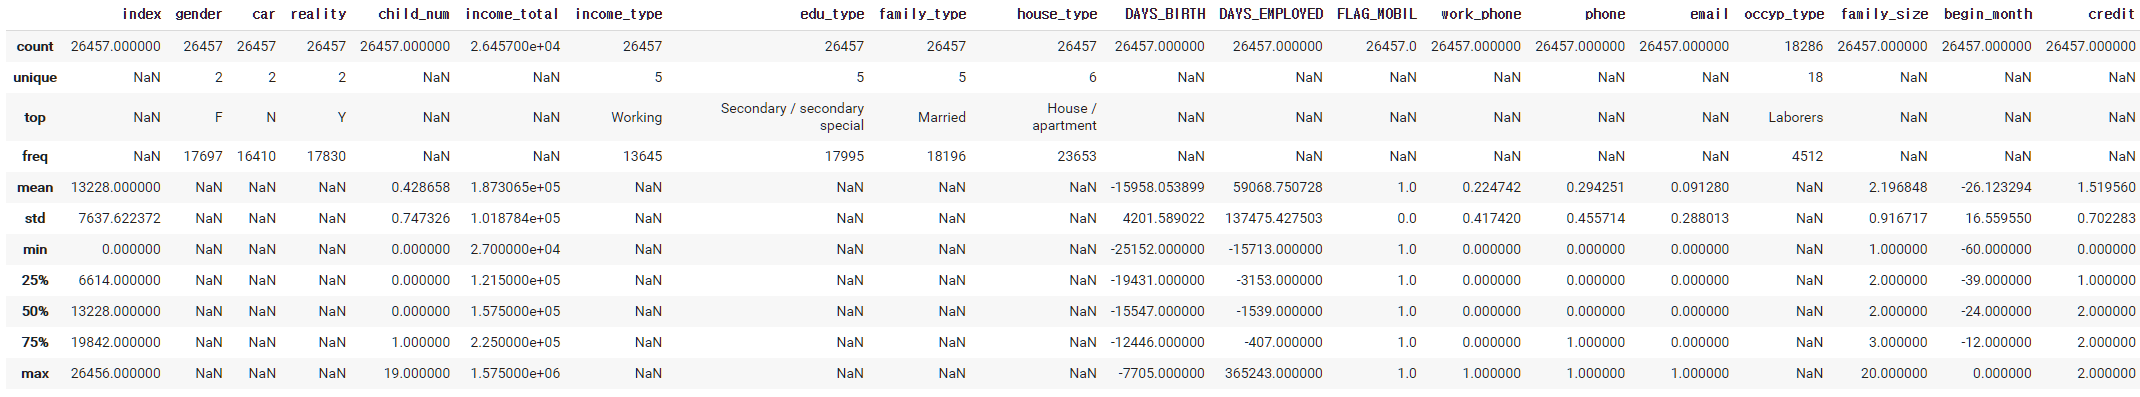 index gender car reality child_num income_total income_type edu_type family_type house_type DAYS_BIRTH DAYS_EMPLOYED FLAG_MOBIL work_phone phone email occyp_type family_size begin_month credit
count 26457.000000 26457 26457 26457 26457.000000 2.645700e+04 26457 26457 26457 26457 26457.000000 26457.000000 26457.0 26457.000000 26457.000000 26457.000000 18286 26457.000000 26457.000000 26457.000000
unique NaN 2 2 2 NaN NaN 5 5 5 6 NaN NaN NaN NaN NaN NaN 18 NaN NaN NaN
top NaN F N Y NaN NaN Working Secondary / secondary special Married House / apartment NaN NaN NaN NaN NaN NaN Laborers NaN NaN NaN
freq NaN 17697 16410 17830 NaN NaN 13645 17995 18196 23653 NaN NaN NaN NaN NaN NaN 4512 NaN NaN NaN
mean 13228.000000 NaN NaN NaN 0.428658 1.873065e+05 NaN NaN NaN NaN -15958.053899 59068.750728 1.0 0.224742 0.294251 0.091280 NaN 2.196848 -26.123294 1.519560
std 7637.622372 NaN NaN NaN 0.747326 1.018784e+05 NaN NaN NaN NaN 4201.589022 137475.427503 0.0 0.417420 0.455714 0.288013 NaN 0.916717 16.559550 0.702283
min 0.000000 NaN NaN NaN 0.000000 2.700000e+04 NaN NaN NaN NaN -25152.000000 -15713.000000 1.0 0.000000 0.000000 0.000000 NaN 1.000000 -60.000000 0.000000
25% 6614.000000 NaN NaN NaN 0.000000 1.215000e+05 NaN NaN NaN NaN -19431.000000 -3153.000000 1.0 0.000000 0.000000 0.000000 NaN 2.000000 -39.000000 1.000000
50% 13228.000000 NaN NaN NaN 0.000000 1.575000e+05 NaN NaN NaN NaN -15547.000000 -1539.000000 1.0 0.000000 0.000000 0.000000 NaN 2.000000 -24.000000 2.000000
75% 19842.000000 NaN NaN NaN 1.000000 2.250000e+05 NaN NaN NaN NaN -12446.000000 -407.000000 1.0 0.000000 1.000000 0.000000 NaN 3.000000 -12.000000 2.000000
max 26456.000000 NaN NaN NaN 19.000000 1.575000e+06 NaN NaN NaN NaN -7705.000000 365243.000000 1.0 1.000000 1.000000 1.000000 NaN 20.000000 0.000000 2.000000